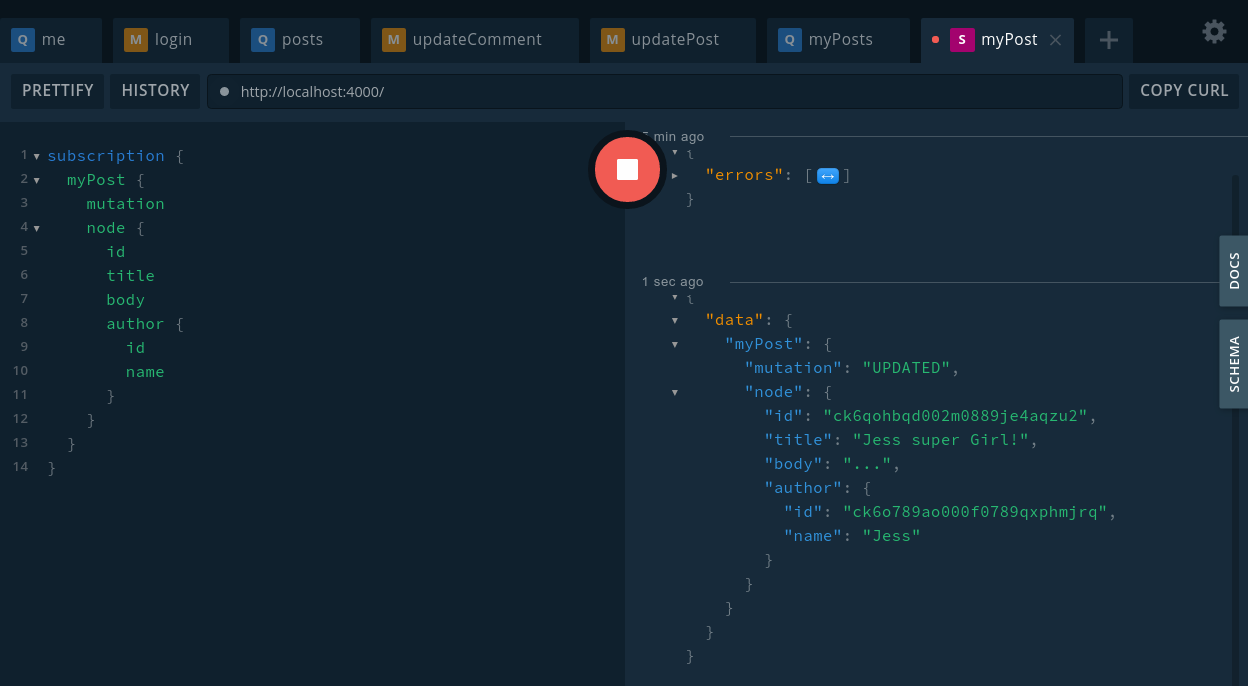 Q me M login Q posts M updateComment M updatePost Q myPosts S myPost
PRETTIFY HISTORY http://localhost:4000/ COPY CURL
1 subscription {
2 myPost {
3 mutation
4 node {
5 id
6 title
7 body
8 author {
9 id
10 name
11 }
12 }
13 }
14 }
min ago
{
"errors": [ ↔ ]
}
1 sec ago
{
"data": {
"myPost": {
"mutation": "UPDATED",
"node": {
"id": "ck6qohbqd002m0889je4aqzu2",
"title": "Jess super Girl!",
"body": "...",
"author": {
"id": "ck6o789ao000f0789qxphmjrq",
"name": "Jess"
}
}
}
}
}
DOCS
SCHEMA